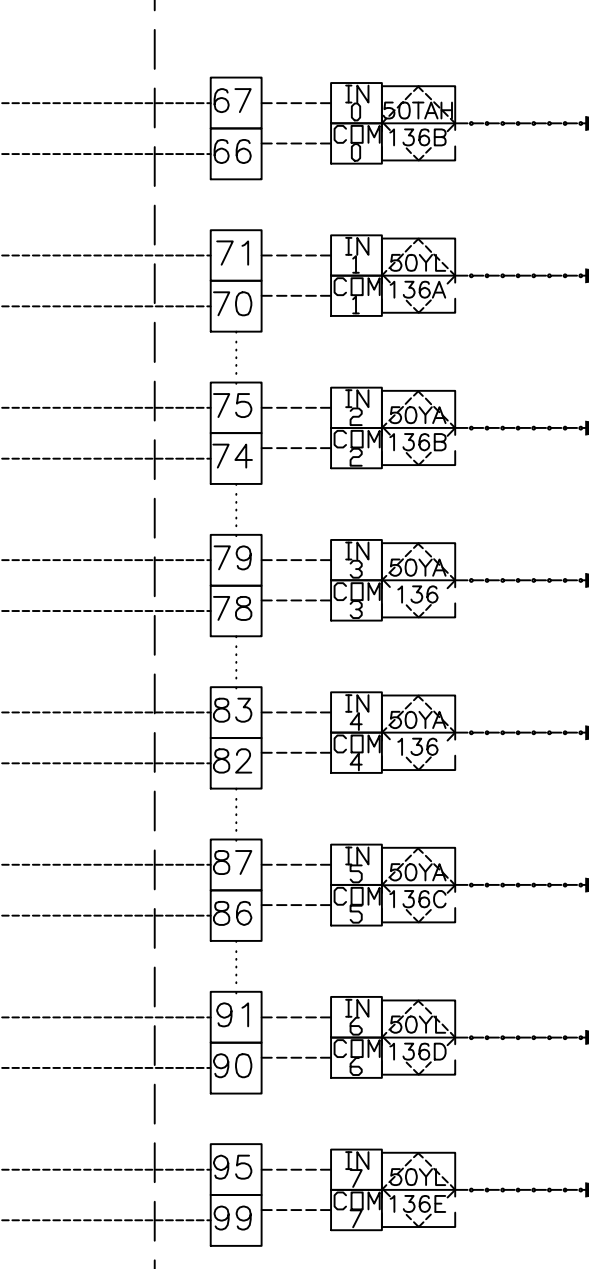 67 IN 0 50TAH
66 COM 0 136B
71 IN 1 50YL
70 COM 1 136A
75 IN 2 50YA
74 COM 2 136B
79 IN 3 50YA
78 COM 3 136
83 IN 4 50YA
82 COM 4 136
87 IN 5 50YA
86 COM 5 136C
91 IN 6 50YL
90 COM 6 136D
95 IN 7 50YL
99 COM 7 136E